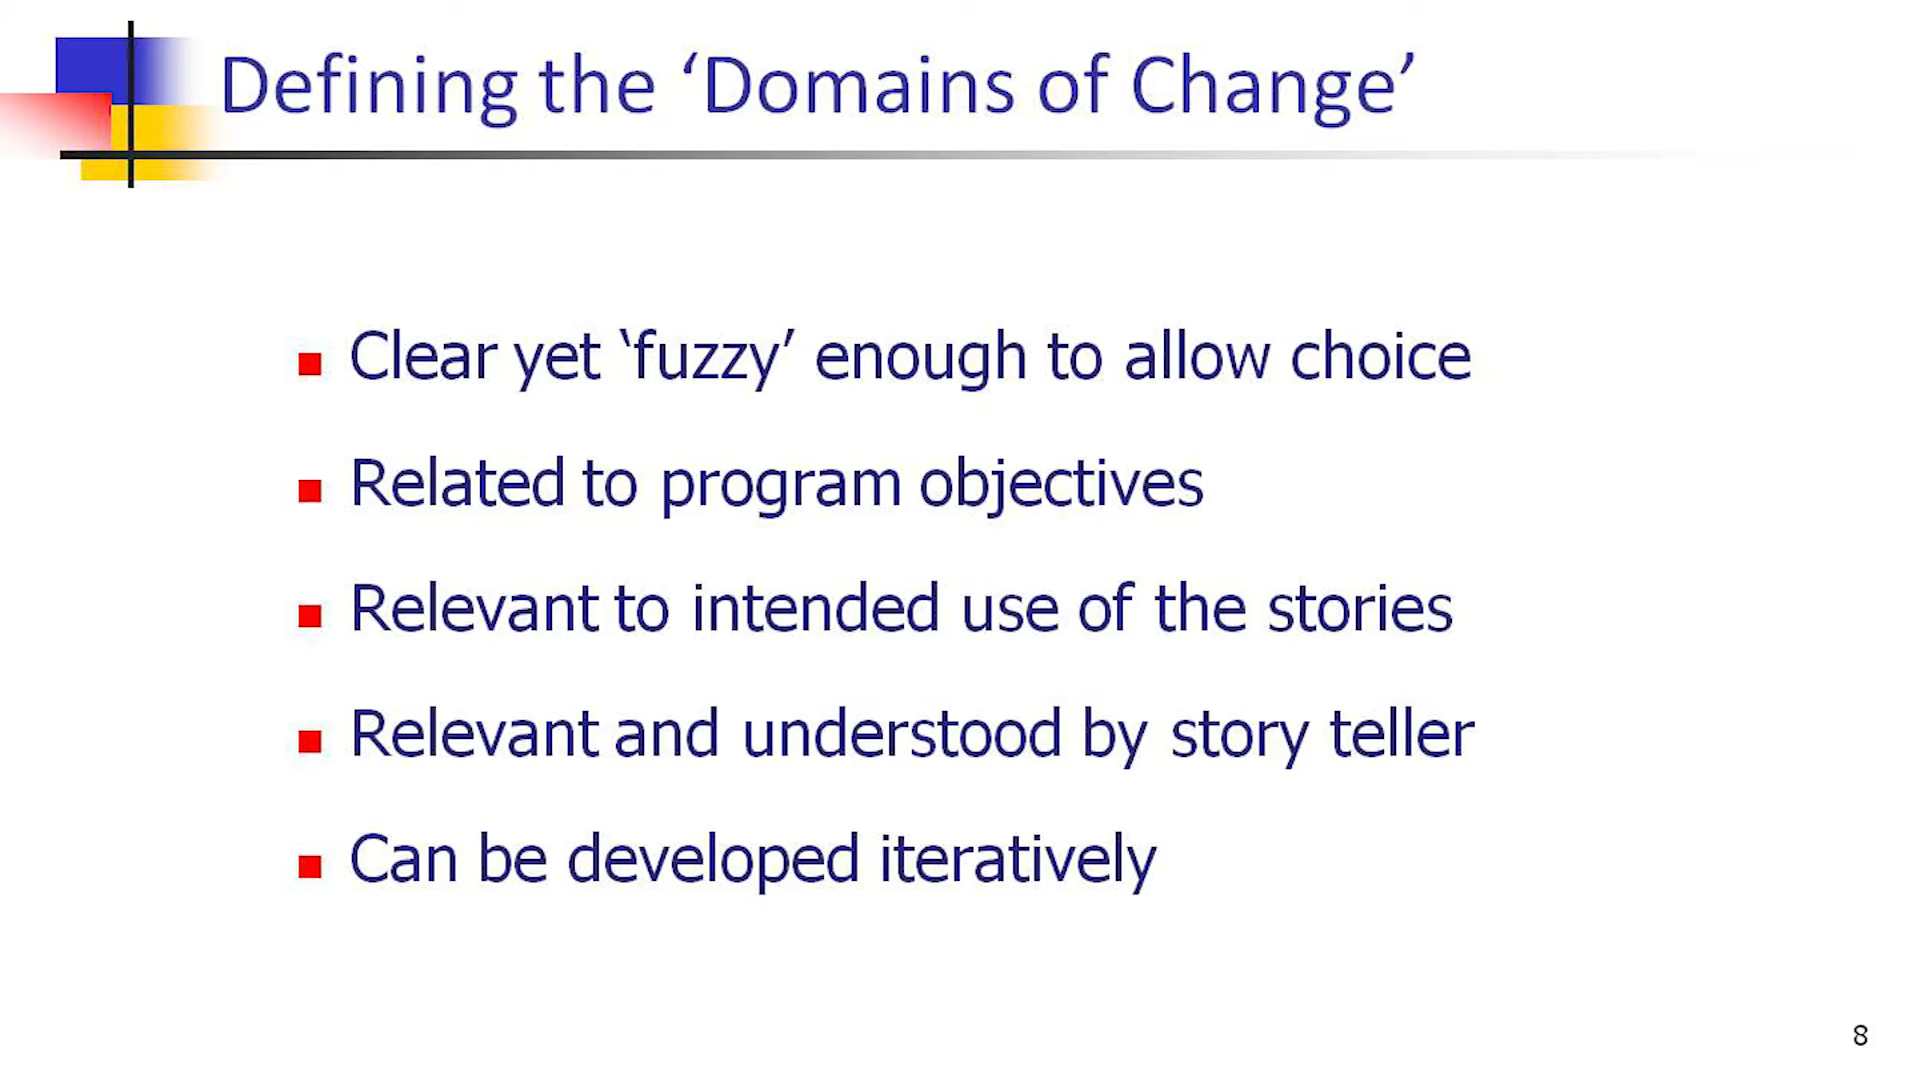 Defining the ‘Domains of Change’
Clear yet ‘fuzzy’ enough to allow choice
Related to program objectives
Relevant to intended use of the stories
Relevant and understood by story teller
Can be developed iteratively
8